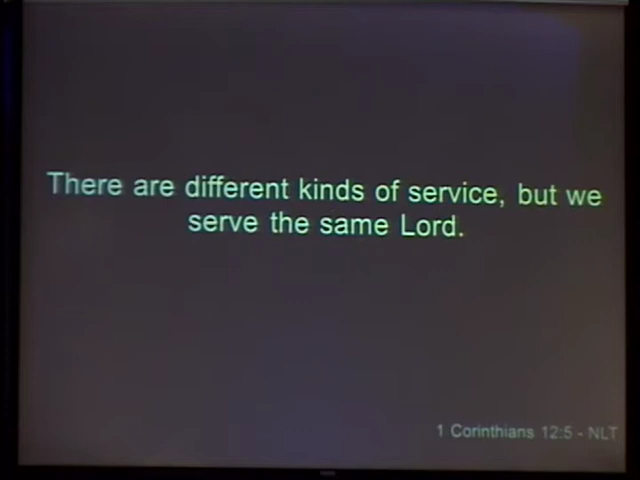 There are different kinds of service, but we
serve the same Lord.
1 Corinthians 12:5 - NLT